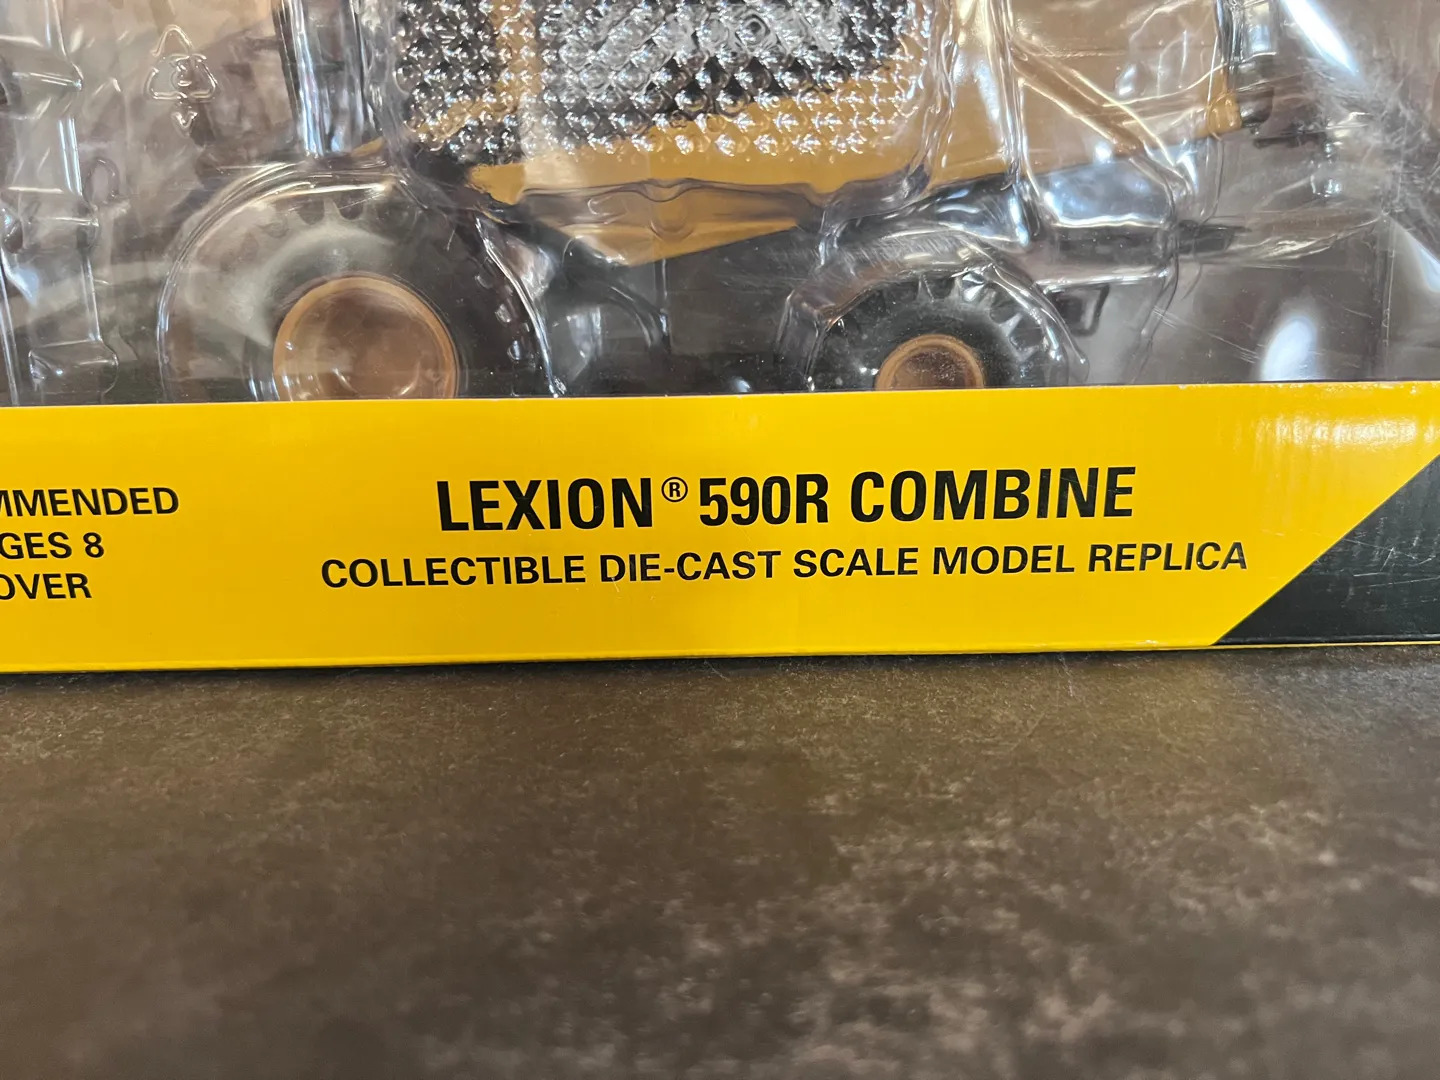 MMENDED
GES 8
OVER
LEXION® 590R COMBINE
COLLECTIBLE DIE-CAST SCALE MODEL REPLICA